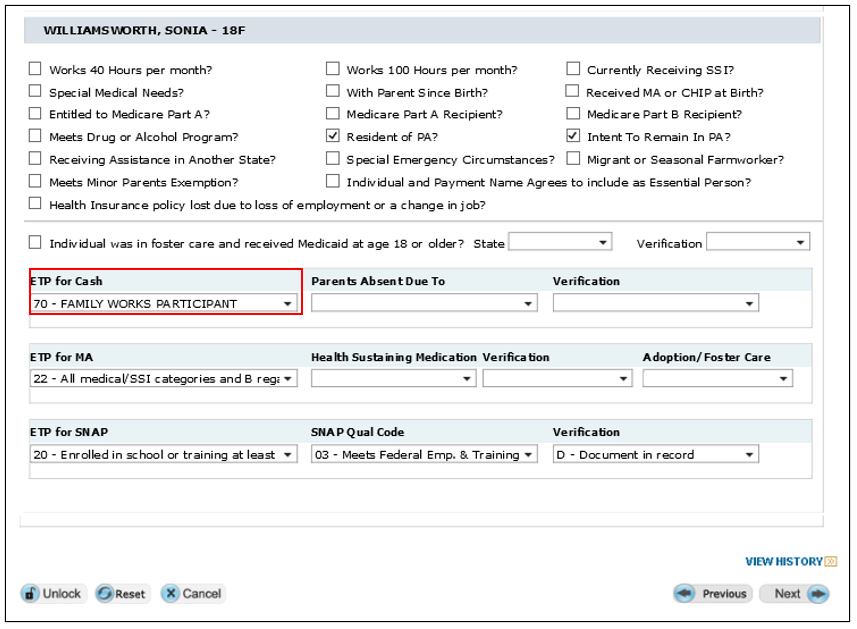 WILLIAMSWORTH, SONIA - 18F
Works 40 Hours per month? Works 100 Hours per month? Currently Receiving SSI?
Special Medical Needs? With Parent Since Birth? Received MA or CHIP at Birth?
Entitled to Medicare Part A? Medicare Part A Recipient? Medicare Part B Recipient?
Meets Drug or Alcohol Program? Resident of PA? Intent To Remain In PA?
Receiving Assistance in Another State? Special Emergency Circumstances? Migrant or Seasonal Farmworker?
Meets Minor Parents Exemption? Individual and Payment Name Agrees to include as Essential Person?
Health Insurance policy lost due to loss of employment or a change in job?
Individual was in foster care and received Medicaid at age 18 or older? State Verification
ETP for Cash Parents Absent Due To Verification
70 - FAMILY WORKS PARTICIPANT
ETP for MA Health Sustaining Medication Verification Adoption/Foster Care
22 - All medical/SSI categories and B rega
ETP for SNAP SNAP Qual Code Verification
20 - Enrolled in school or training at least 03 - Meets Federal Emp. & Training D - Document in record
VIEW HISTORY
Unlock Reset Cancel Previous Next